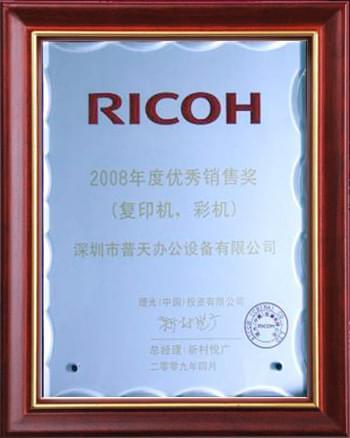 RICOH
2008年度优秀销售奖
(复印机、彩机)
深圳市普天办公设备有限公司
理光(中国)投资有限公司
RICOH
总经理:新村悦广
二零零九年四月